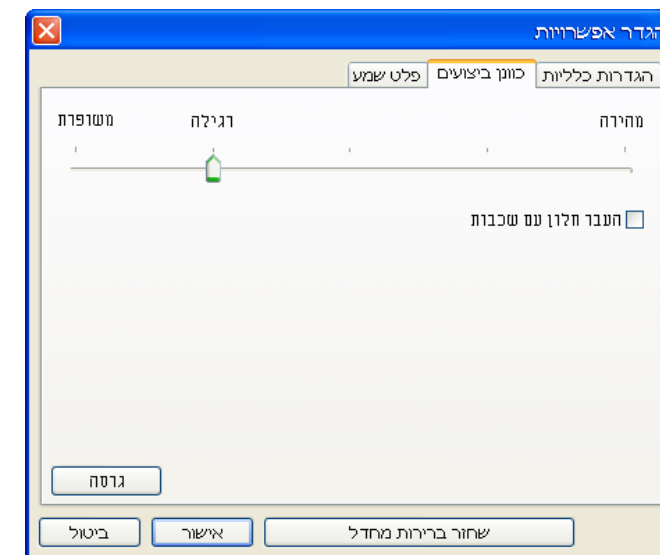 הגדר אפשרויות
הגדרות כלליות
כוונן ביצועים
פלט שמע
מהירה
רגילה
משופרת
העבר חלון עם שכבות
גרסה
שחזר ברירות מחדל
אישור
ביטול